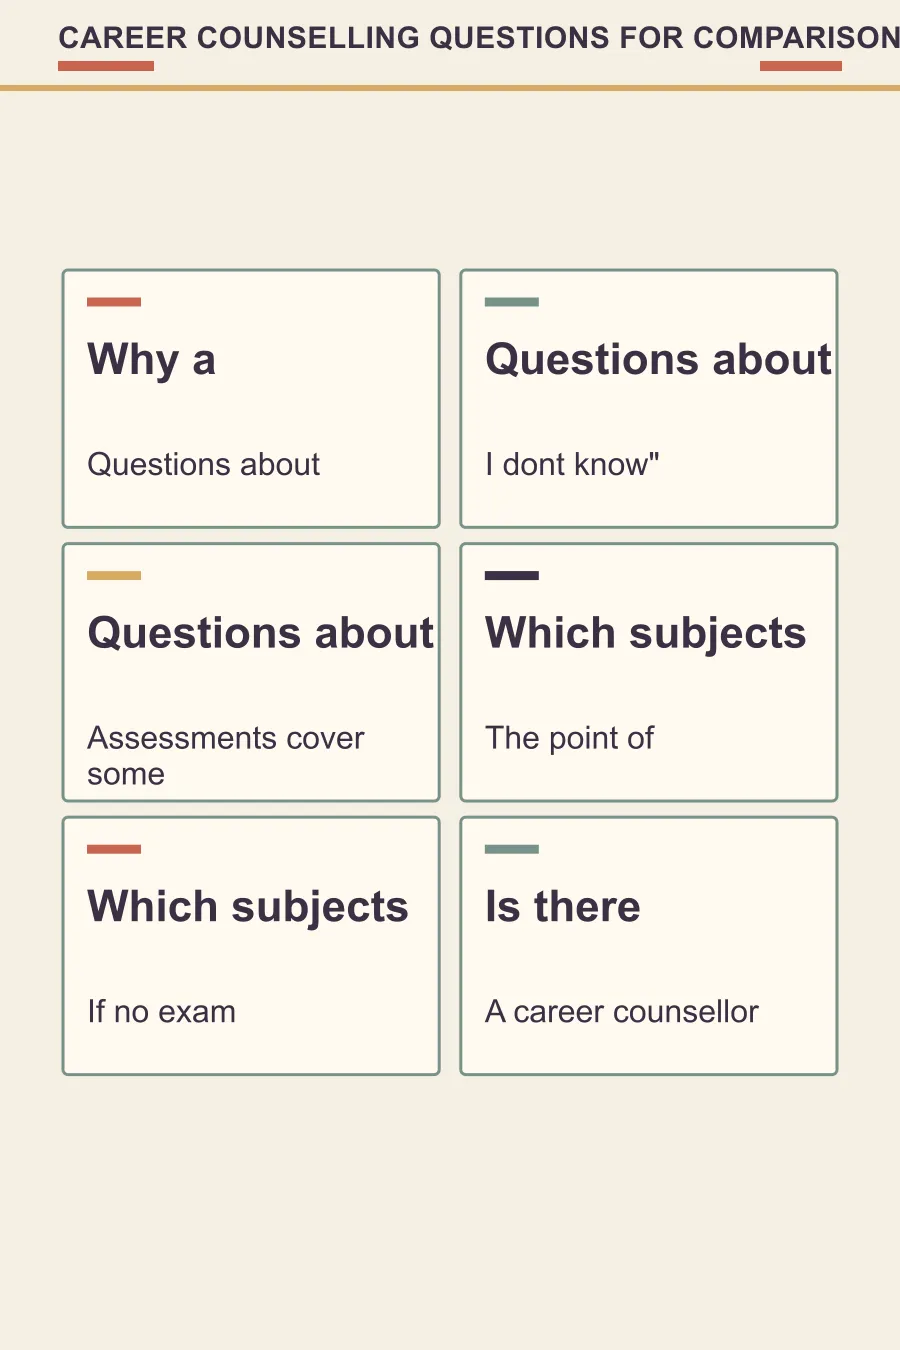 CAREER COUNSELLING QUESTIONS FOR COMPARISON
Why a
Questions about
Questions about
I dont know"
Questions about
Assessments cover
some
Which subjects
The point of
Which subjects
If no exam
Is there
A career counsellor